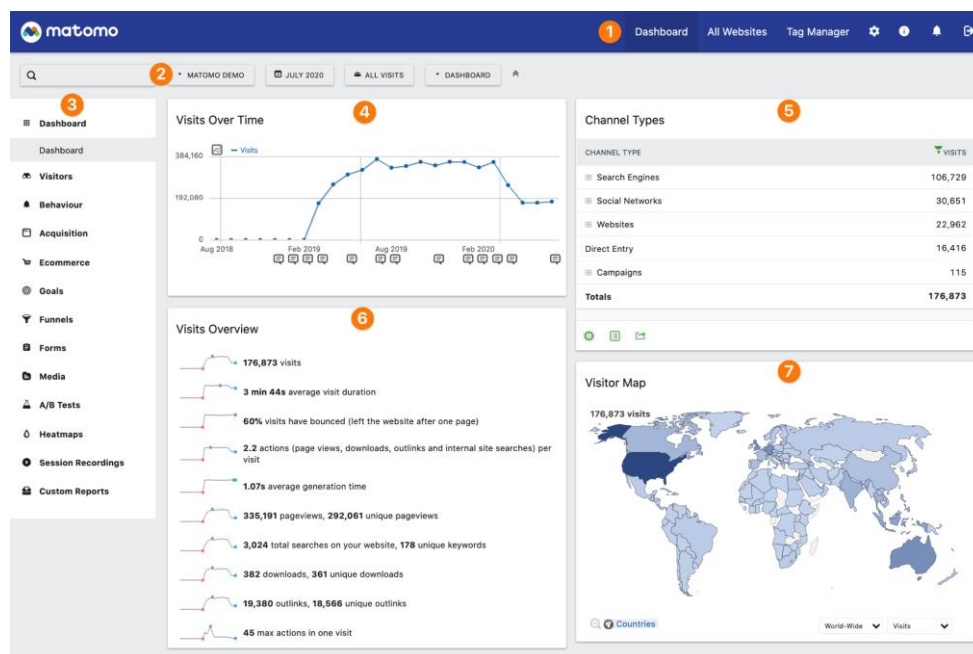 matomo
1
Dashboard
All Websites
Tag Manager
2
MATOMO DEMO
JULY 2020
ALL VISITS
DASHBOARD
3
Dashboard
Dashboard
Visitors
Behaviour
Acquisition
Ecommerce
Goals
Funnels
Forms
Media
A/B Tests
Heatmaps
Session Recordings
Custom Reports
Visits Over Time
4
Visits
384,160
192,080
0
Aug 2018
Feb 2019
Aug 2019
Feb 2020
Channel Types
5
CHANNEL TYPE
VISITS
Search Engines
106,729
Social Networks
30,651
Websites
22,962
Direct Entry
16,416
Campaigns
115
Totals
176,873
Visits Overview
6
176,873 visits
3 min 44s average visit duration
60% visits have bounced (left the website after one page)
2.2 actions (page views, downloads, outlinks and internal site searches) per
visit
1.07s average generation time
335,191 pageviews, 292,061 unique pageviews
3,024 total searches on your website, 178 unique keywords
382 downloads, 361 unique downloads
19,380 outlinks, 18,566 unique outlinks
45 max actions in one visit
Visitor Map
7
176,873 visits
Countries
World-Wide
Visits